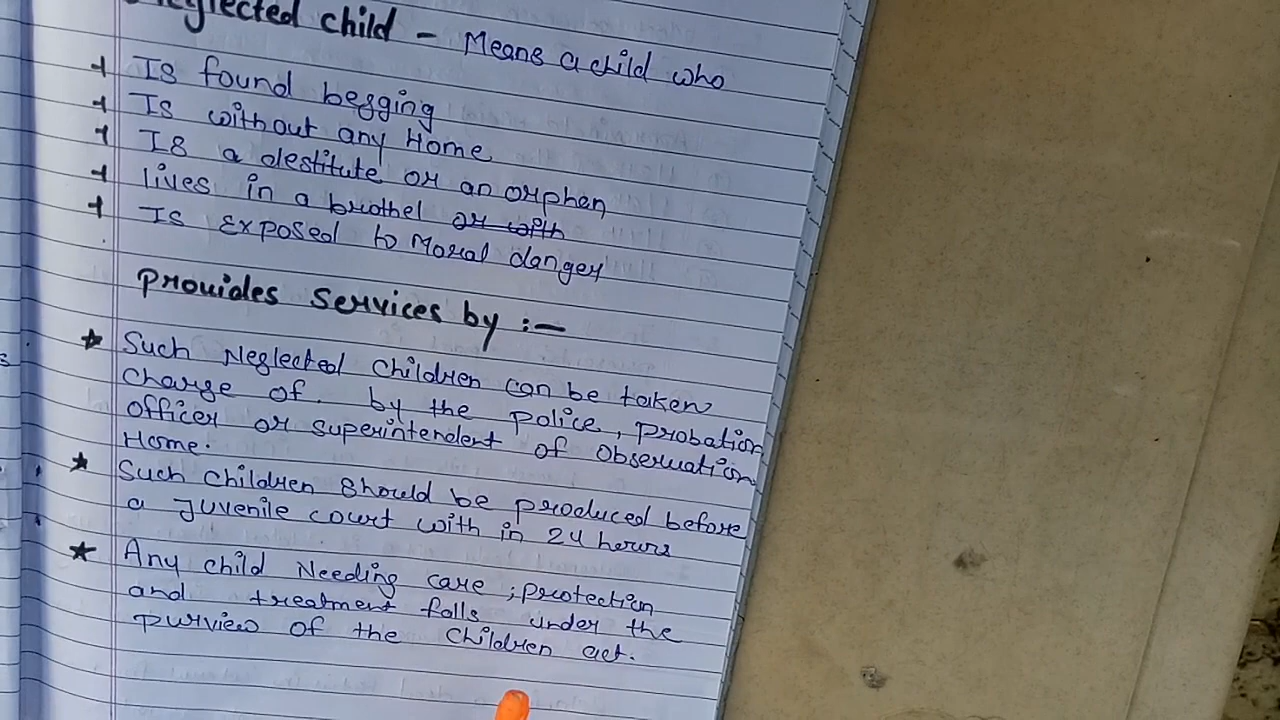 neglected child - Means a child who
Is found begging
Is without any Home
Is a destitute or an orphan
lives in a brothel or with
Is Exposed to Moral danger
Provides Services by :-
Such Neglected children can be taken
charge of. by the police, probation
officer or superintendent of Observation
Home.
Such children should be produced before
a Juvenile court with in 24 hours
Any child Needing care ; protection
and treatment falls under the
purview of the children act.